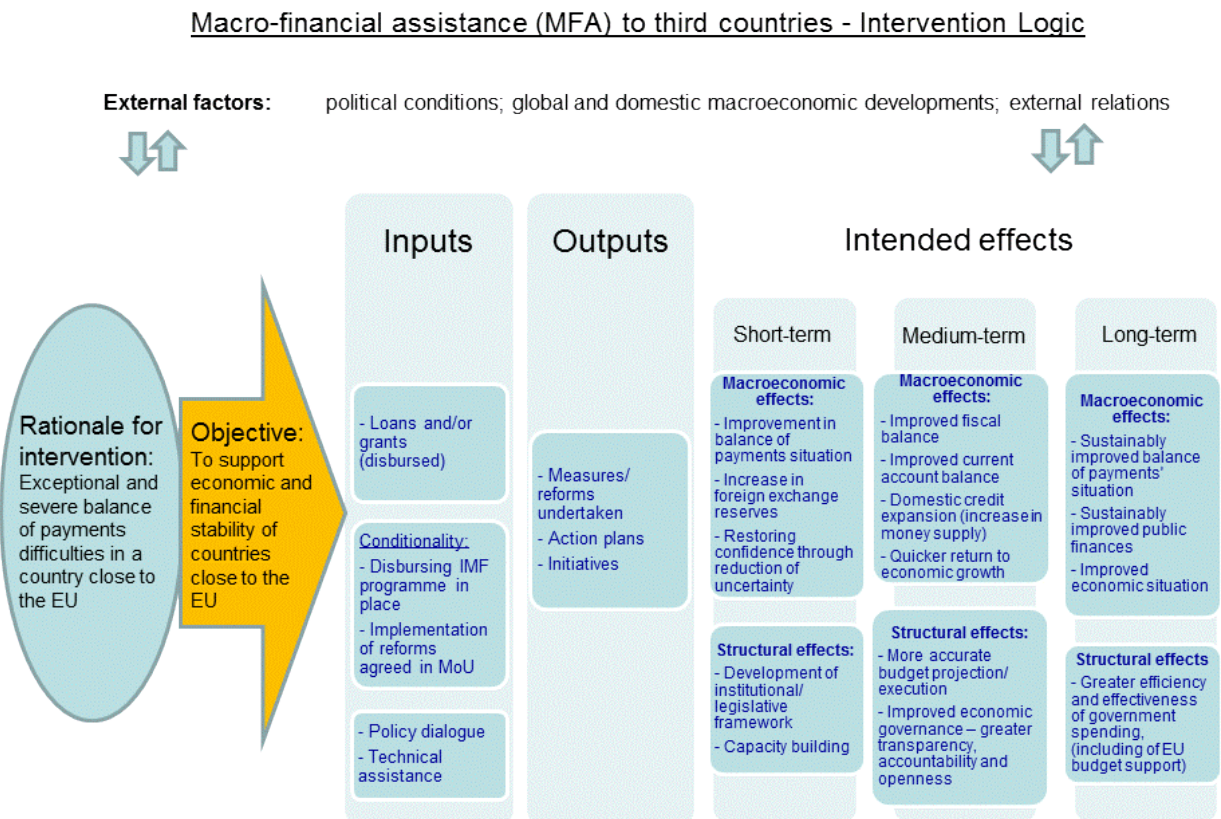 Macro-financial assistance (MFA) to third countries - Intervention Logic
External factors: political conditions; global and domestic macroeconomic developments; external relations
Rationale for
intervention:
Exceptional and
severe balance
of payments
difficulties in a
country close to
the EU
Objective:
To support
economic and
financial
stability of
countries
close to the
EU
Inputs
- Loans and/or
grants
(disbursed)
Conditionality:
- Disbursing IMF
programme in
place
- Implementation
of reforms
agreed in MoU
- Policy dialogue
- Technical
assistance
Outputs
- Measures/
reforms
undertaken
- Action plans
- Initiatives
Intended effects
Short-term
Macroeconomic
effects:
- Improvement in
balance of
payments situation
- Increase in
foreign exchange
reserves
- Restoring
confidence through
reduction of
uncertainty
Structural effects:
- Development of
institutional/
legislative
framework
- Capacity building
Medium-term
Macroeconomic
effects:
- Improved fiscal
balance
- Improved current
account balance
- Domestic credit
expansion (increase in
money supply)
- Quicker return to
economic growth
Structural effects:
- More accurate
budget projection/
execution
- Improved economic
governance – greater
transparency,
accountability and
openness
Long-term
Macroeconomic
effects:
- Sustainably
improved balance
of payments'
situation
- Sustainably
improved public
finances
- Improved
economic situation
Structural effects
- Greater efficiency
and effectiveness
of government
spending,
(including of EU
budget support)